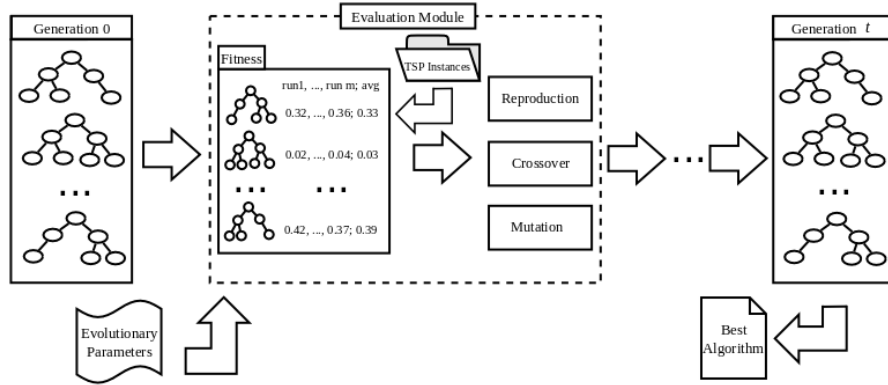 Generation 0
Evaluation Module
Generation t
Fitness
TSP Instances
run1, ..., run m; avg
0.32, ..., 0.36; 0.33
0.02, ..., 0.04; 0.03
...
...
0.42, ..., 0.37; 0.39
Reproduction
Crossover
Mutation
...
...
...
Evolutionary
Parameters
Best
Algorithm